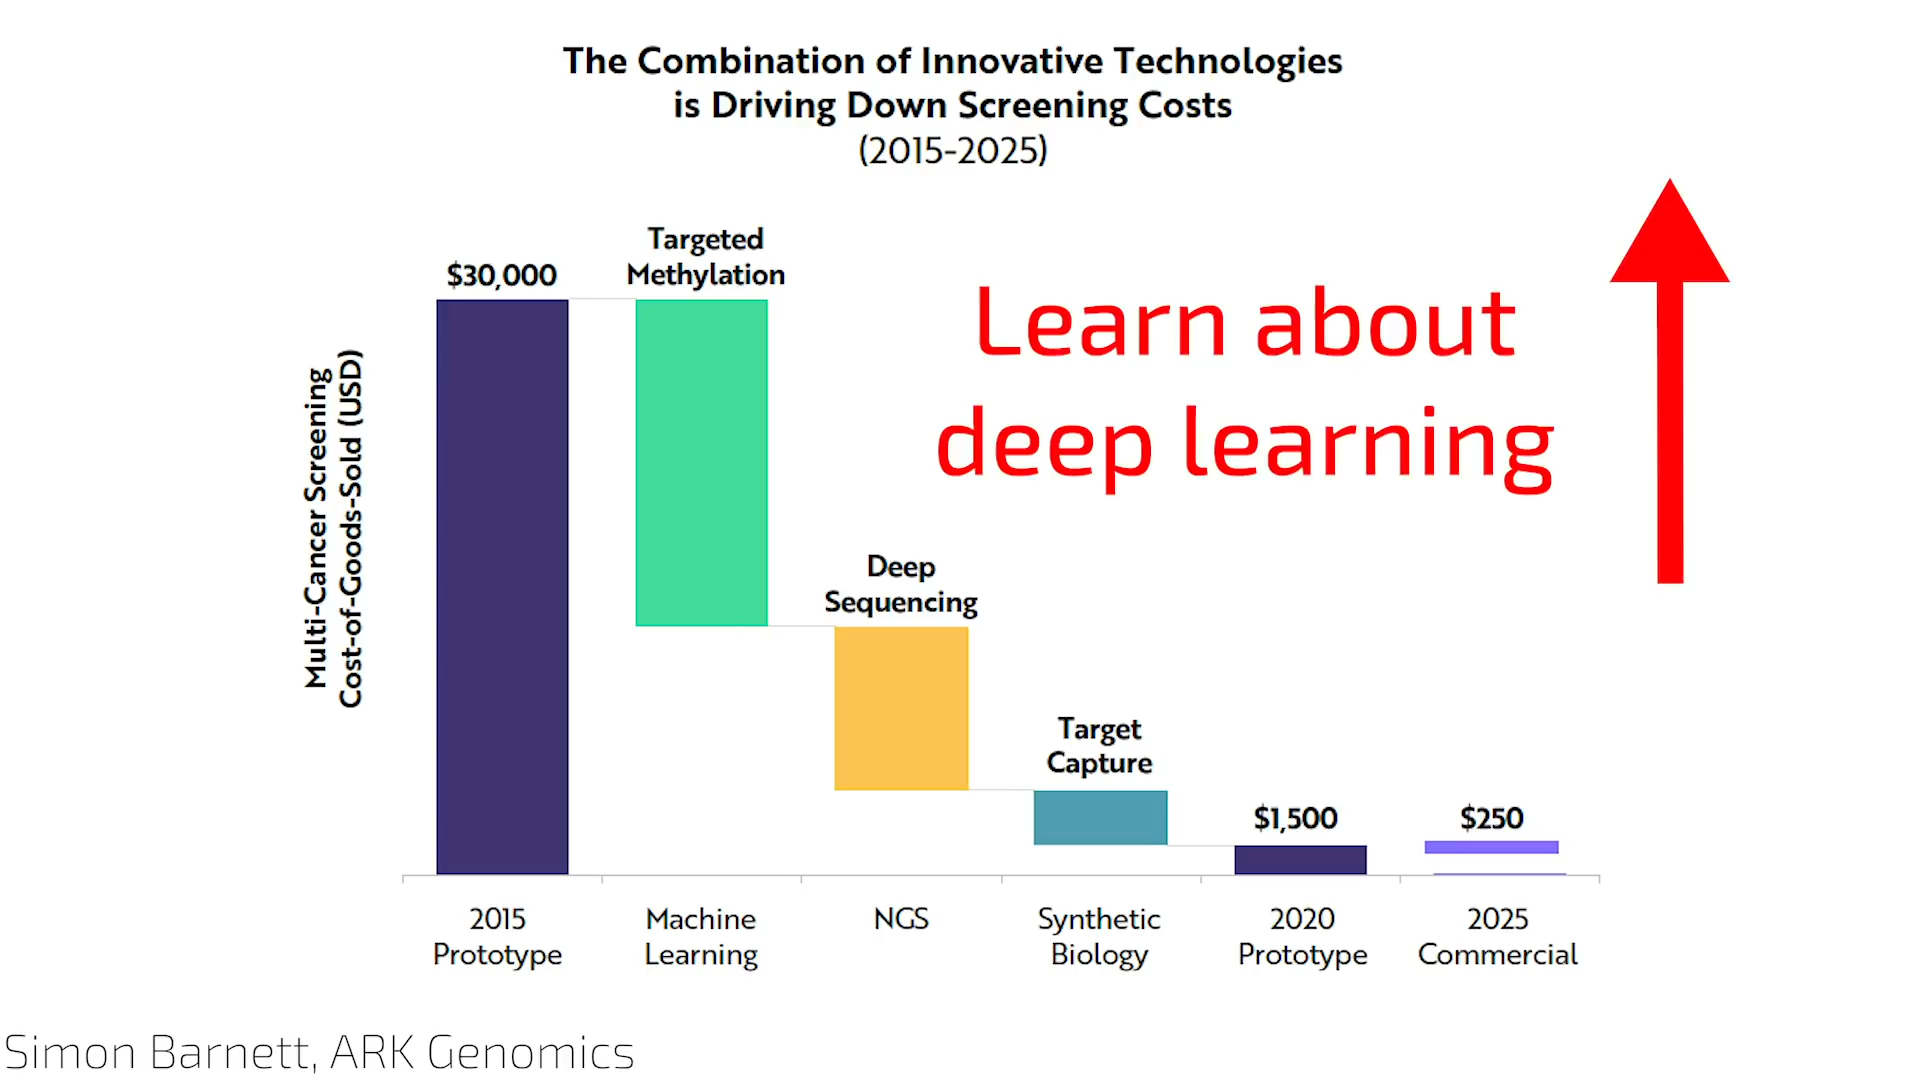 The Combination of Innovative Technologies
is Driving Down Screening Costs
(2015-2025)
Multi-Cancer Screening
Cost-of-Goods-Sold (USD)
$30,000
Targeted
Methylation
Learn about
deep learning
Deep
Sequencing
Target
Capture
$1,500
$250
2015
Prototype
Machine
Learning
NGS
Synthetic
Biology
2020
Prototype
2025
Commercial
Simon Barnett, ARK Genomics